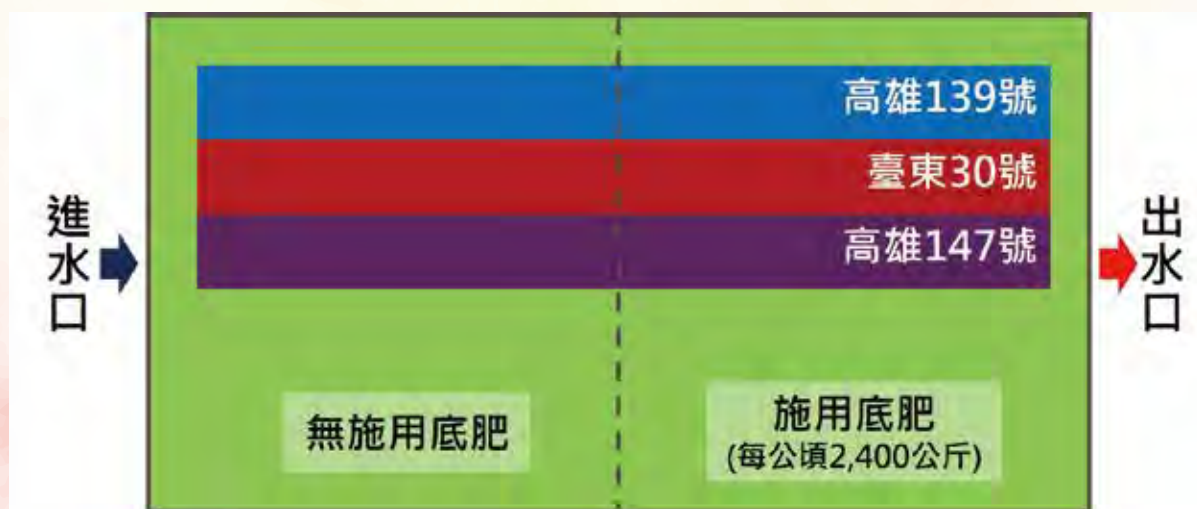 高雄139號
臺東30號
高雄147號
進水口
出水口
無施用底肥
施用底肥
(每公頃2,400公斤)